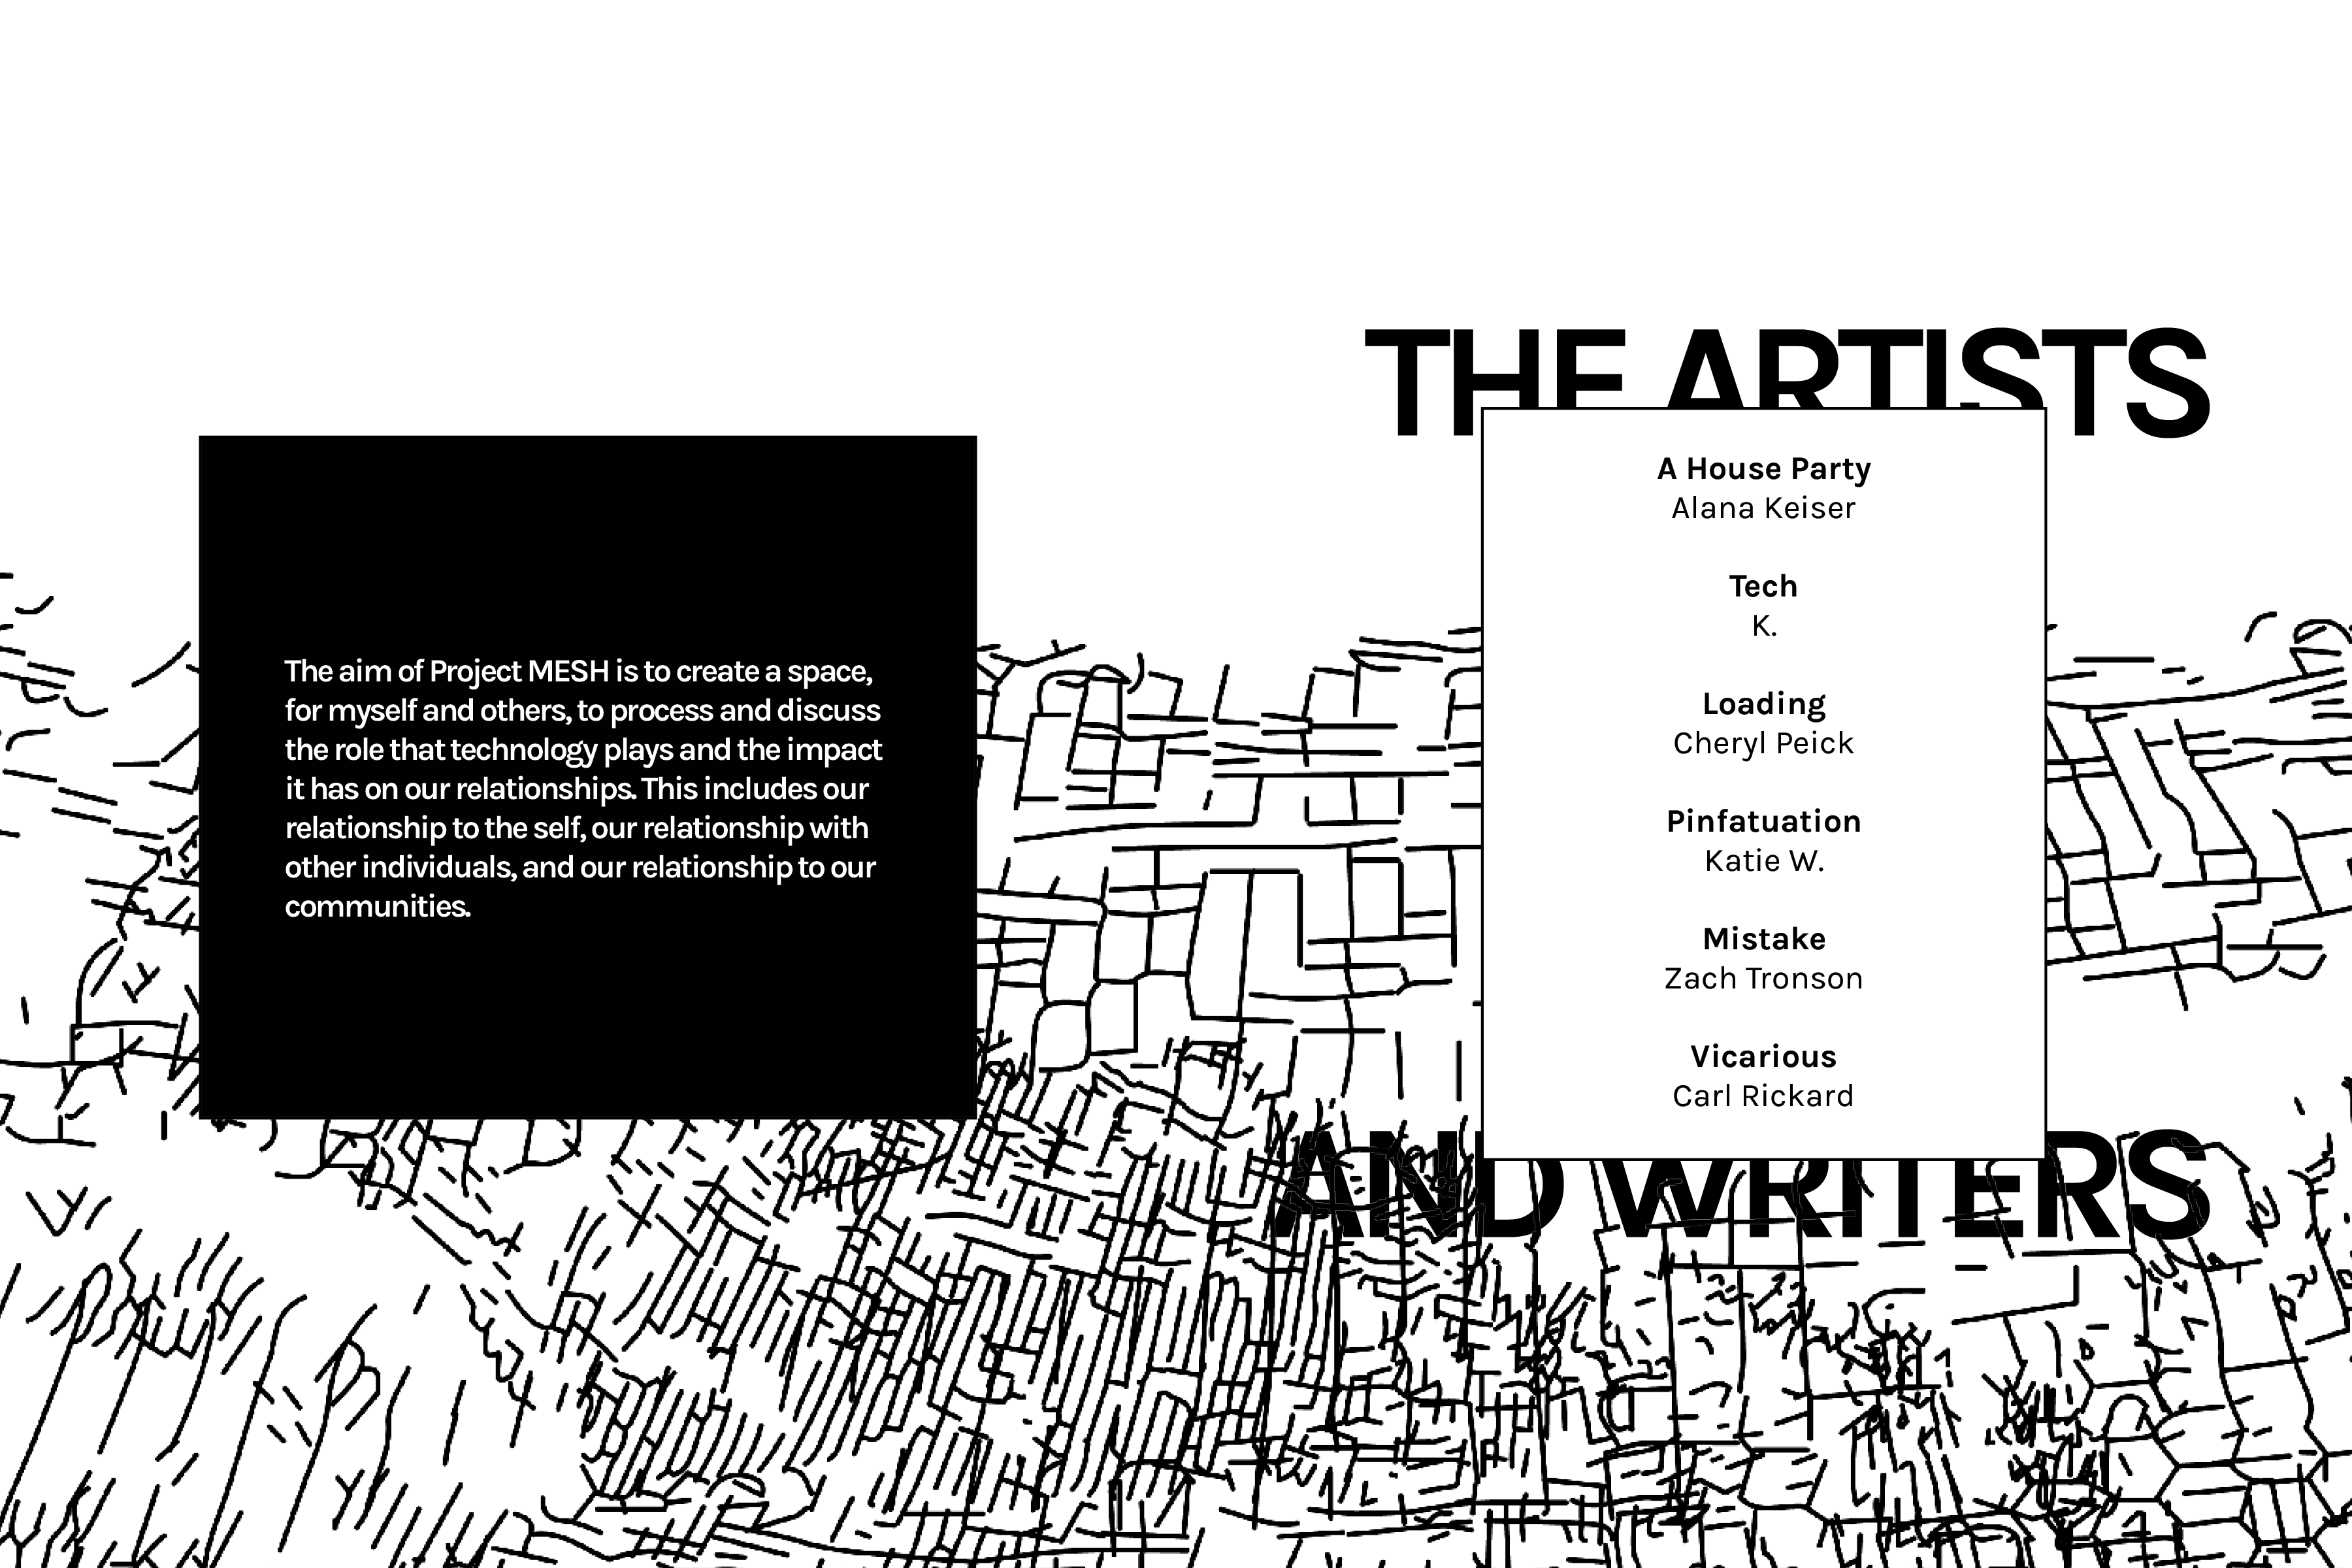 The aim of Project MESH is to create a space,
for myself and others, to process and discuss
the role that technology plays and the impact
it has on our relationships. This includes our
relationship to the self, our relationship with
other individuals, and our relationship to our
communities.
THE ARTISTS
A House Party
Alana Keiser
Tech
K.
Loading
Cheryl Peick
Pinfatuation
Katie W.
Mistake
Zach Tronson
Vicarious
Carl Rickard
AND WRITERS